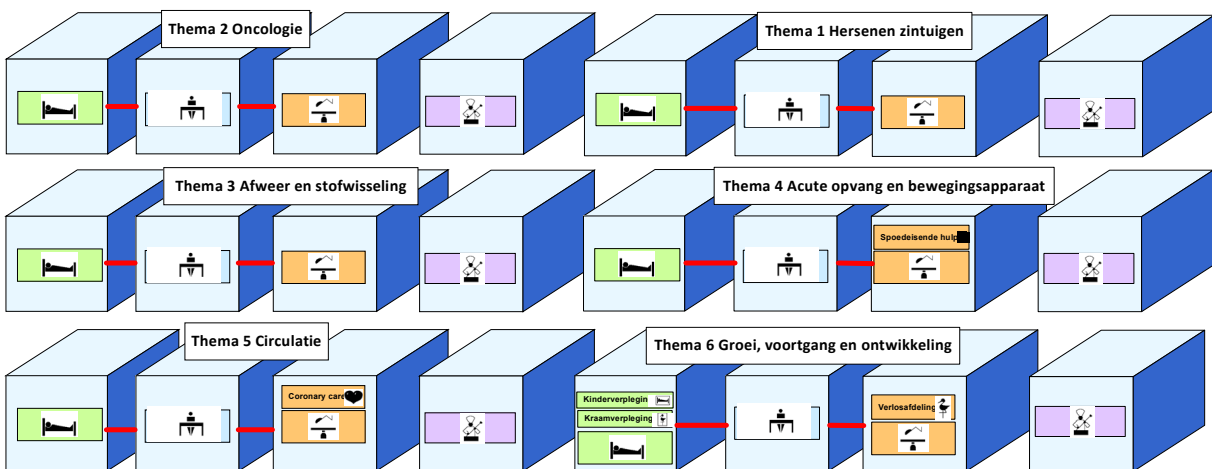 Thema 2 Oncologie
Thema 1 Hersenen zintuigen
Thema 3 Afweer en stofwisseling
Thema 4 Acute opvang en bewegingsapparaat
Spoedeisende hulp
Thema 5 Circulatie
Thema 6 Groei, voortgang en ontwikkeling
Coronary care
Kinderverplegin
Kraamverpleging
Verlosafdeling